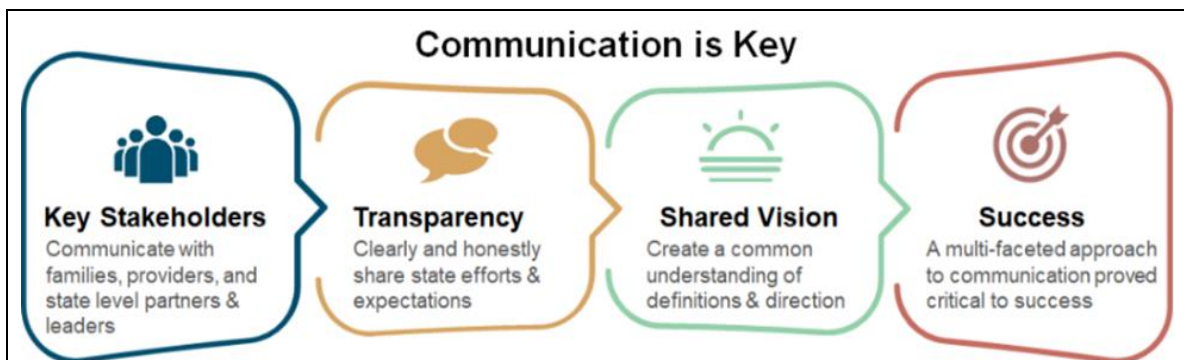 Communication is Key
Key Stakeholders
Communicate with
families, providers, and
state level partners &
leaders
Transparency
Clearly and honestly
share state efforts &
expectations
Shared Vision
Create a common
understanding of
definitions & direction
Success
A multi-faceted approach
to communication proved
critical to success